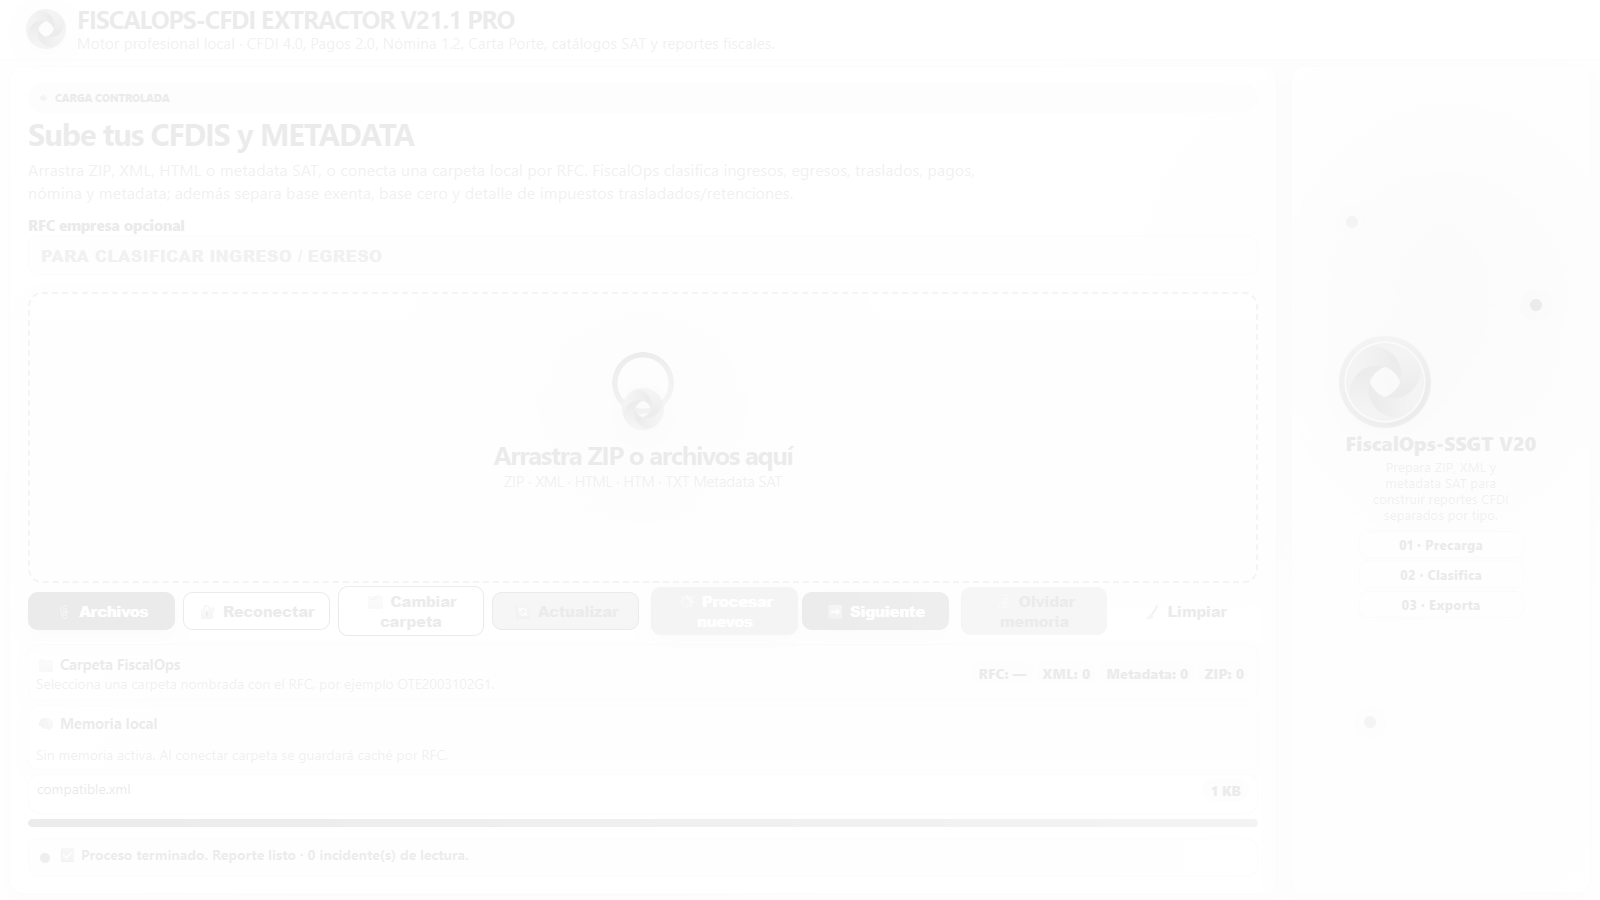 FISCALOPS-CFDI EXTRACTOR V21.1 PRO
Motor profesional local · CFDI 4.0, Pagos 2.0, Nómina 1.2, Carta Porte, catálogos SAT y reportes fiscales.
CARGA CONTROLADA
Sube tus CFDIS y METADATA
Arrastra ZIP, XML, HTML o metadata SAT, o conecta una carpeta local por RFC. FiscalOps clasifica ingresos, egresos, traslados, pagos,
nómina y metadata; además separa base exenta, base cero y detalle de impuestos trasladados/retenciones.
RFC empresa opcional
PARA CLASIFICAR INGRESO / EGRESO
Arrastra ZIP o archivos aquí
ZIP · XML · HTML · HTM · TXT Metadata SAT
Archivos
Reconectar
Cambiar
carpeta
Actualizar
Procesar
nuevos
Siguiente
Olvidar
memoria
Limpiar
Carpeta FiscalOps
Selecciona una carpeta nombrada con el RFC, por ejemplo OTE2003102G1.
RFC: — XML: 0 Metadata: 0 ZIP: 0
Memoria local
Sin memoria activa. Al conectar carpeta se guardará caché por RFC.
compatible.xml
1 KB
Proceso terminado. Reporte listo · 0 incidente(s) de lectura.
FiscalOps-SSGT V20
Prepara ZIP, XML y
metadata SAT para
construir reportes CFDI
separados por tipo.
01 · Precarga
02 · Clasifica
03 · Exporta